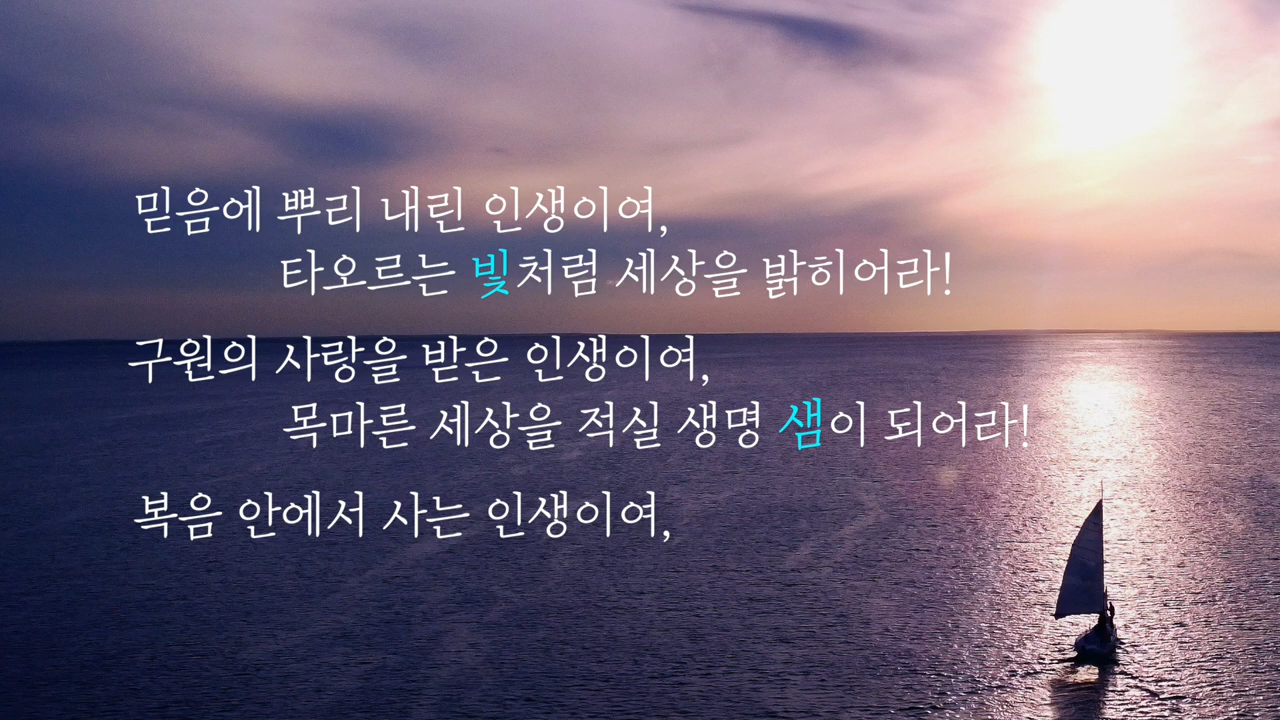 믿음에 뿌리 내린 인생이여,
타오르는 빛처럼 세상을 밝히어라!
구원의 사랑을 받은 인생이여,
목마른 세상을 적실 생명 샘이 되어라!
복음 안에서 사는 인생이여,